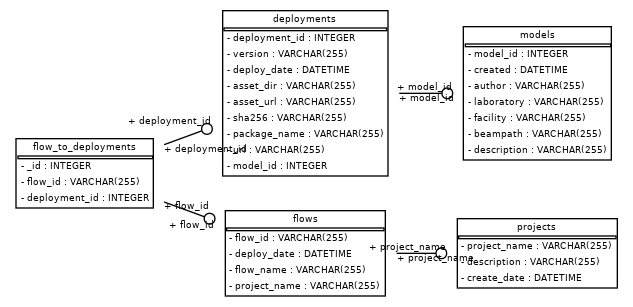 deployments
- deployment_id : INTEGER
- version : VARCHAR(255)
- deploy_date : DATETIME
- asset_dir : VARCHAR(255)
- asset_url : VARCHAR(255)
- sha256 : VARCHAR(255)
- package_name : VARCHAR(255)
- url : VARCHAR(255)
- model_id : INTEGER
models
- model_id : INTEGER
- created : DATETIME
- author : VARCHAR(255)
- laboratory : VARCHAR(255)
- facility : VARCHAR(255)
- beampath : VARCHAR(255)
- description : VARCHAR(255)
+ model_id
+ model_id
+ deployment_id
+ deployment_id
flow_to_deployments
- _id : INTEGER
- flow_id : VARCHAR(255)
- deployment_id : INTEGER
+ flow_id
+ flow_id
flows
- flow_id : VARCHAR(255)
- deploy_date : DATETIME
- flow_name : VARCHAR(255)
- project_name : VARCHAR(255)
+ project_name
+ project_name
projects
- project_name : VARCHAR(255)
- description : VARCHAR(255)
- create_date : DATETIME